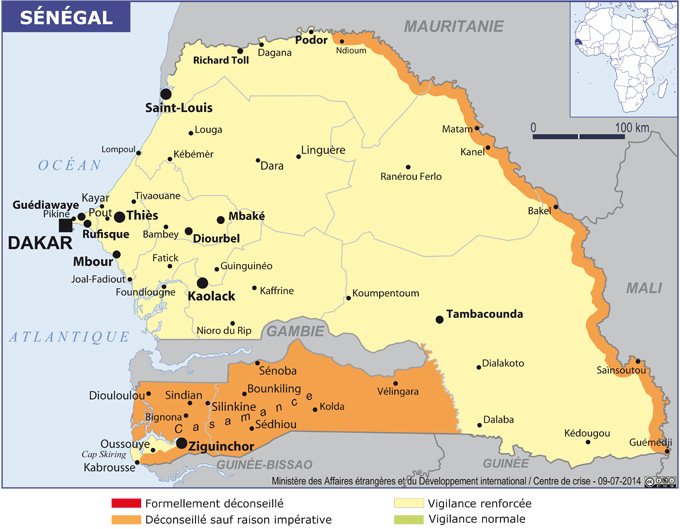 SÉNÉGAL
MAURITANIE
Podor
Dagana
Ndioum
Richard Toll
Saint-Louis
100 km
Louga
Matam
Lompoul
Kébémèr
Linguère
Kanel
Dara
Ranérou Ferlo
OCÉAN
Tivaouane
Kayar
Guédiawaye
Pikine
Pout
Thiès
Mbaké
Bakel
DAKAR
Rufisque
Bambey
Diourbel
Mbour
Fatick
Guinguinéo
Joal-Fadiout
Foundiougne
Kaolack
Kaffrine
Koumpentoum
MALI
Tambacounda
Nioro du Rip
GAMBIE
ATLANTIQUE
Sénoba
Dialakoto
Sainsoutou
Diouloulou
Sindian
Bounkiling
Vélingara
Silinkine
Kolda
Bignona
Casamance
Sédhiou
Dalaba
Oussouye
Ziguinchor
Kédougou
Guémédji
Cap Skiring
Kabrousse
GUINÉE-BISSAO
GUINÉE
Ministère des Affaires étrangères et du Développement international / Centre de crise - 09-07-2014
Formellement déconseillé
Vigilance renforcée
Déconseillé sauf raison impérative
Vigilance normale